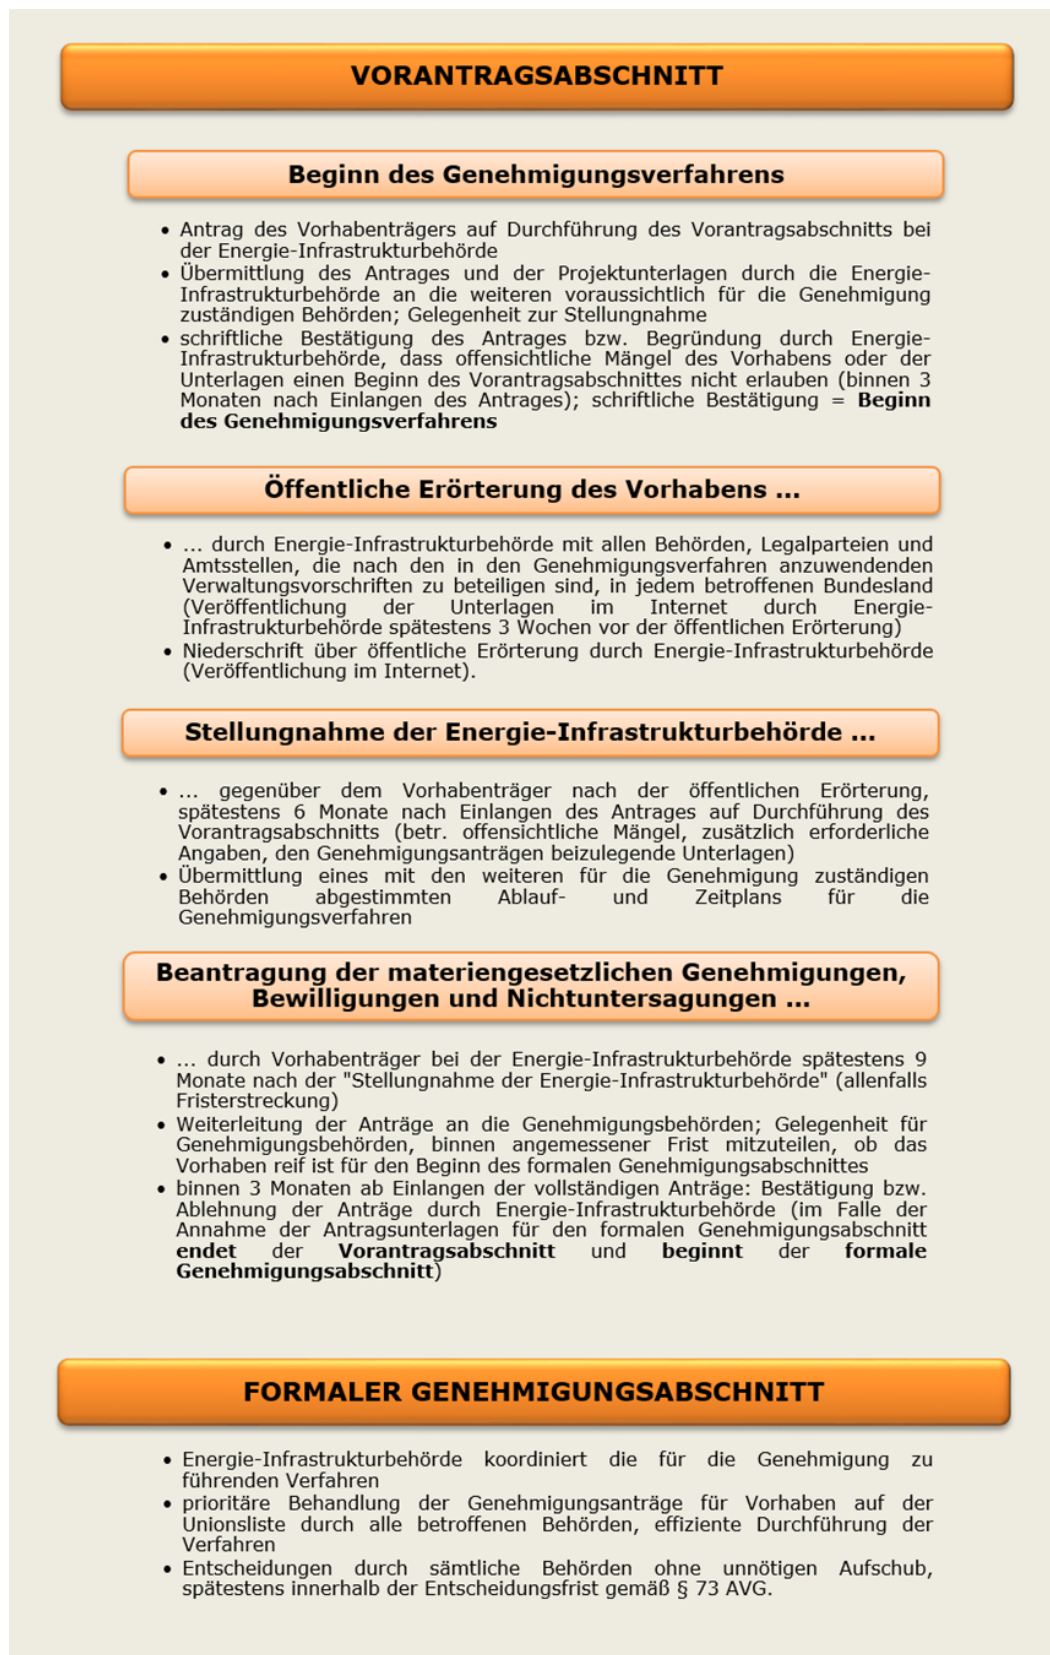 VORANTRAGSABSCHNITT
Beginn des Genehmigungsverfahrens
• Antrag des Vorhabenträgers auf Durchführung des Vorantragsabschnitts bei
der Energie-Infrastrukturbehörde
• Übermittlung des Antrages und der Projektunterlagen durch die Energie-
Infrastrukturbehörde an die weiteren voraussichtlich für die Genehmigung
zuständigen Behörden; Gelegenheit zur Stellungnahme
• schriftliche Bestätigung des Antrages bzw. Begründung durch Energie-
Infrastrukturbehörde, dass offensichtliche Mängel des Vorhabens oder der
Unterlagen einen Beginn des Vorantragsabschnittes nicht erlauben (binnen 3
Monaten nach Einlangen des Antrages); schriftliche Bestätigung = Beginn
des Genehmigungsverfahrens
Öffentliche Erörterung des Vorhabens ...
• ... durch Energie-Infrastrukturbehörde mit allen Behörden, Legalparteien und
Amtsstellen, die nach den in den Genehmigungsverfahren anzuwendenden
Verwaltungsvorschriften zu beteiligen sind, in jedem betroffenen Bundesland
(Veröffentlichung der Unterlagen im Internet durch Energie-
Infrastrukturbehörde spätestens 3 Wochen vor der öffentlichen Erörterung)
• Niederschrift über öffentliche Erörterung durch Energie-Infrastrukturbehörde
(Veröffentlichung im Internet).
Stellungnahme der Energie-Infrastrukturbehörde ...
• ... gegenüber dem Vorhabenträger nach der öffentlichen Erörterung,
spätestens 6 Monate nach Einlangen des Antrages auf Durchführung des
Vorantragsabschnitts (betr. offensichtliche Mängel, zusätzlich erforderliche
Angaben, den Genehmigungsanträgen beizulegende Unterlagen)
• Übermittlung eines mit den weiteren für die Genehmigung zuständigen
Behörden abgestimmten Ablauf- und Zeitplans für die
Genehmigungsverfahren
Beantragung der materiengesetzlichen Genehmigungen,
Bewilligungen und Nichtuntersagungen ...
• ... durch Vorhabenträger bei der Energie-Infrastrukturbehörde spätestens 9
Monate nach der "Stellungnahme der Energie-Infrastrukturbehörde" (allenfalls
Fristerstreckung)
• Weiterleitung der Anträge an die Genehmigungsbehörden; Gelegenheit für
Genehmigungsbehörden, binnen angemessener Frist mitzuteilen, ob das
Vorhaben reif ist für den Beginn des formalen Genehmigungsabschnittes
• binnen 3 Monaten ab Einlangen der vollständigen Anträge: Bestätigung bzw.
Ablehnung der Anträge durch Energie-Infrastrukturbehörde (im Falle der
Annahme der Antragsunterlagen für den formalen Genehmigungsabschnitt
endet der Vorantragsabschnitt und beginnt der formale
Genehmigungsabschnitt)
FORMALER GENEHMIGUNGSABSCHNITT
• Energie-Infrastrukturbehörde koordiniert die für die Genehmigung zu
führenden Verfahren
• prioritäre Behandlung der Genehmigungsanträge für Vorhaben auf der
Unionsliste durch alle betroffenen Behörden, effiziente Durchführung der
Verfahren
• Entscheidungen durch sämtliche Behörden ohne unnötigen Aufschub,
spätestens innerhalb der Entscheidungsfrist gemäß § 73 AVG.